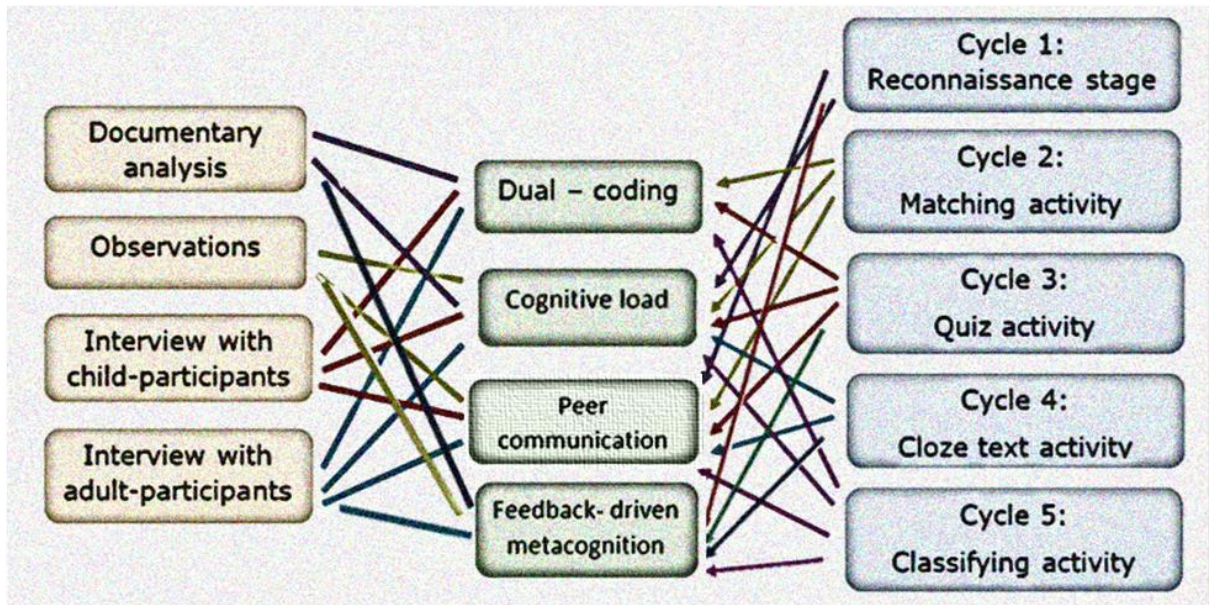 Documentary
analysis
Observations
Interview with
child-participants
Interview with
adult-participants
Dual – coding
Cognitive load
Peer
communication
Feedback- driven
metacognition
Cycle 1:
Reconnaissance stage
Cycle 2:
Matching activity
Cycle 3:
Quiz activity
Cycle 4:
Cloze text activity
Cycle 5:
Classifying activity